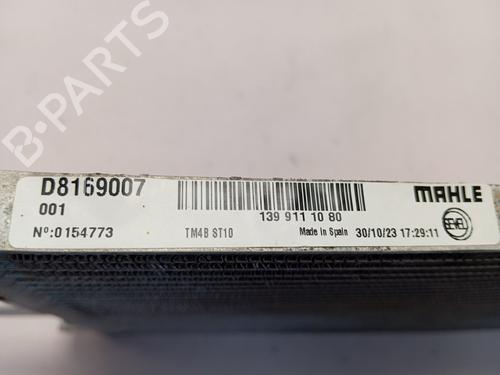 B-PARTS
D8169007
001
Nº:0154773
139 911 10 80
TM4B ST10
Made in Spain
30/10/23 17:29:11
MAHLE